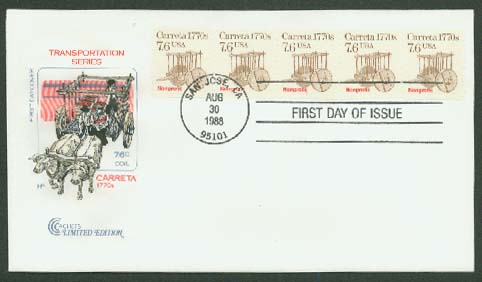 TRANSPORTATION
SERIES
FIRST DAY COVER
7.6¢
COIL
CARRETA
1770s
CACHETS
LIMITED EDITION
Carreta 1770s
7.6 USA
Nonprofit
Carreta 1770s
7.6 USA
Nonprofit
Carreta 1770s
7.6 USA
Nonprofit
Carreta 1770s
7.6 USA
Nonprofit
Carreta 1770s
7.6 USA
Nonprofit
SAN JOSE, CA
AUG
30
1988
95101
FIRST DAY OF ISSUE